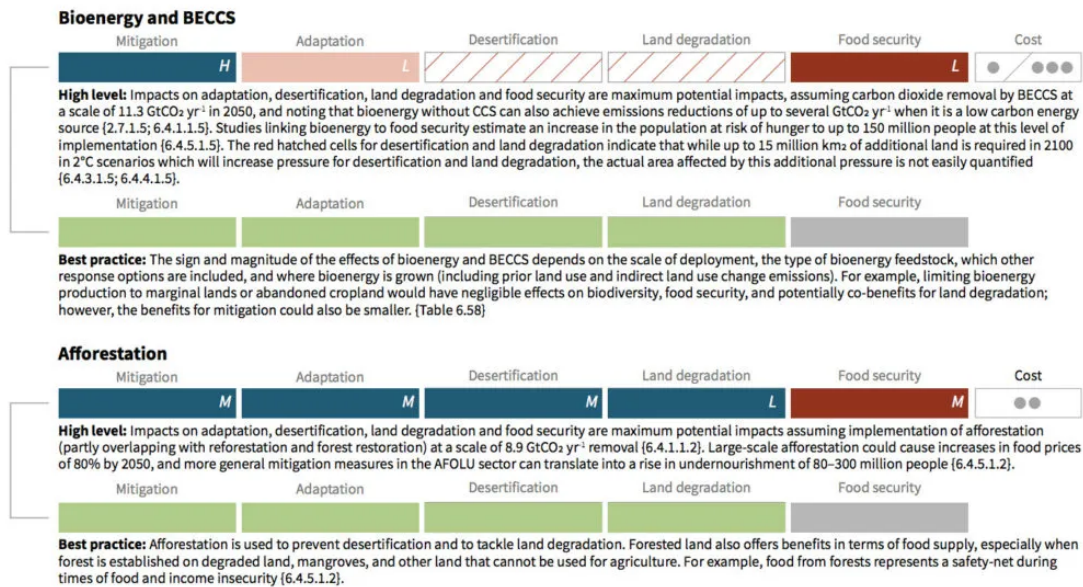 Bioenergy and BECCS
Mitigation Adaptation Desertification Land degradation Food security Cost
H L L
High level: Impacts on adaptation, desertification, land degradation and food security are maximum potential impacts, assuming carbon dioxide removal by BECCS at
a scale of 11.3 GtCO₂ yr⁻¹ in 2050, and noting that bioenergy without CCS can also achieve emissions reductions of up to several GtCO₂ yr⁻¹ when it is a low carbon energy
source {2.7.1.5; 6.4.1.1.5}. Studies linking bioenergy to food security estimate an increase in the population at risk of hunger to up to 150 million people at this level of
implementation {6.4.5.1.5}. The red hatched cells for desertification and land degradation indicate that while up to 15 million km₂ of additional land is required in 2100
in 2°C scenarios which will increase pressure for desertification and land degradation, the actual area affected by this additional pressure is not easily quantified
{6.4.3.1.5; 6.4.4.1.5}.
Mitigation Adaptation Desertification Land degradation Food security
Best practice: The sign and magnitude of the effects of bioenergy and BECCS depends on the scale of deployment, the type of bioenergy feedstock, which other
response options are included, and where bioenergy is grown (including prior land use and indirect land use change emissions). For example, limiting bioenergy
production to marginal lands or abandoned cropland would have negligible effects on biodiversity, food security, and potentially co-benefits for land degradation;
however, the benefits for mitigation could also be smaller. {Table 6.58}
Afforestation
Mitigation Adaptation Desertification Land degradation Food security Cost
M M M L M
High level: Impacts on adaptation, desertification, land degradation and food security are maximum potential impacts assuming implementation of afforestation
(partly overlapping with reforestation and forest restoration) at a scale of 8.9 GtCO₂ yr⁻¹ removal {6.4.1.1.2}. Large-scale afforestation could cause increases in food prices
of 80% by 2050, and more general mitigation measures in the AFOLU sector can translate into a rise in undernourishment of 80–300 million people {6.4.5.1.2}.
Mitigation Adaptation Desertification Land degradation Food security
Best practice: Afforestation is used to prevent desertification and to tackle land degradation. Forested land also offers benefits in terms of food supply, especially when
forest is established on degraded land, mangroves, and other land that cannot be used for agriculture. For example, food from forests represents a safety-net during
times of food and income insecurity {6.4.5.1.2}.